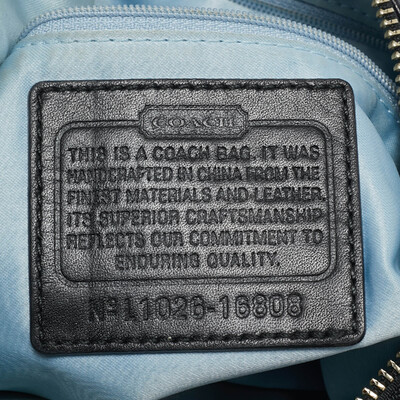 COACH
THIS IS A COACH BAG. IT WAS
HANDCRAFTED IN CHINA FROM THE
FINEST MATERIALS AND LEATHER.
ITS SUPERIOR CRAFTSMANSHIP
REFLECTS OUR COMMITMENT TO
ENDURING QUALITY.
Nº L1026-16808